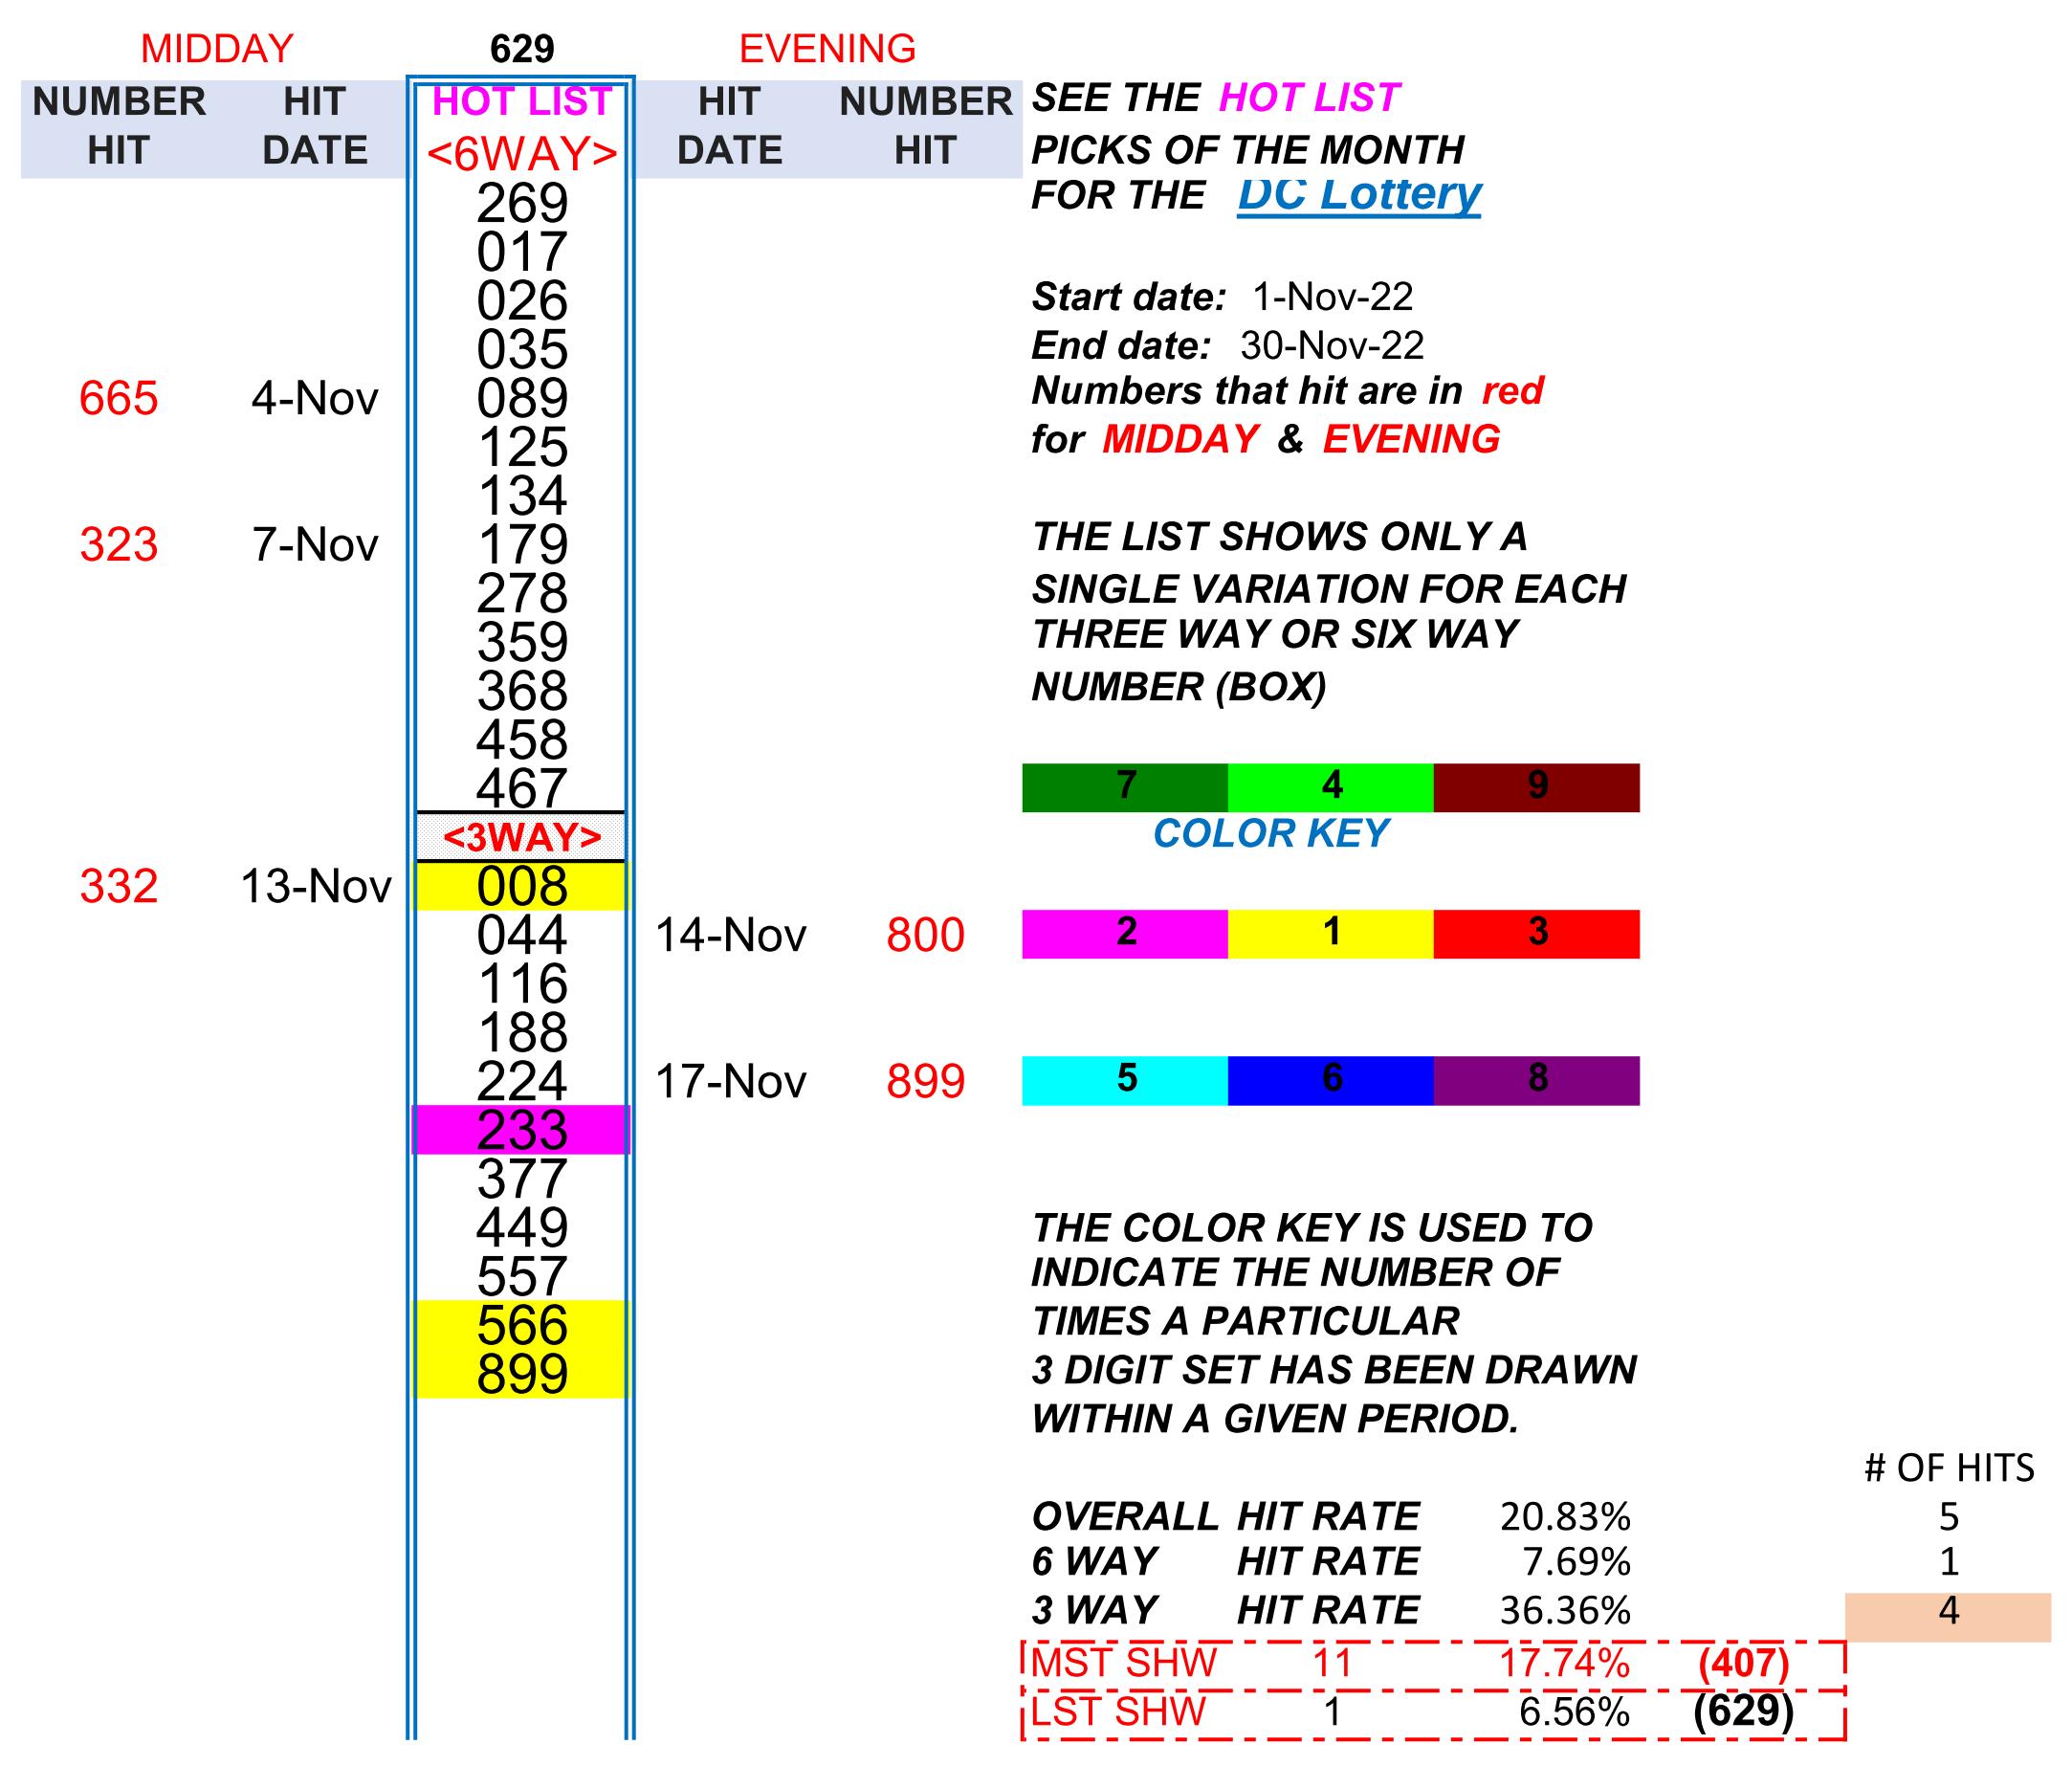 MIDDAY 629 EVENING
NUMBER HIT HOT LIST HIT NUMBER SEE THE HOT LIST
HIT DATE <6WAY> DATE HIT PICKS OF THE MONTH
269 FOR THE DC Lottery
017
026 Start date: 1-Nov-22
035 End date: 30-Nov-22
665 4-Nov 089 Numbers that hit are in red
125 for MIDDAY & EVENING
134
323 7-Nov 179 THE LIST SHOWS ONLY A
278 SINGLE VARIATION FOR EACH
359 THREE WAY OR SIX WAY
368 NUMBER (BOX)
458
467 7 4 9
<3WAY> COLOR KEY
332 13-Nov 008
044 14-Nov 800 2 1 3
116
188
224 17-Nov 899 5 6 8
233
377
449 THE COLOR KEY IS USED TO
557 INDICATE THE NUMBER OF
566 TIMES A PARTICULAR
899 3 DIGIT SET HAS BEEN DRAWN
WITHIN A GIVEN PERIOD.
# OF HITS
OVERALL HIT RATE 20.83% 5
6 WAY HIT RATE 7.69% 1
3 WAY HIT RATE 36.36% 4
MST SHW 11 17.74% (407)
LST SHW 1 6.56% (629)